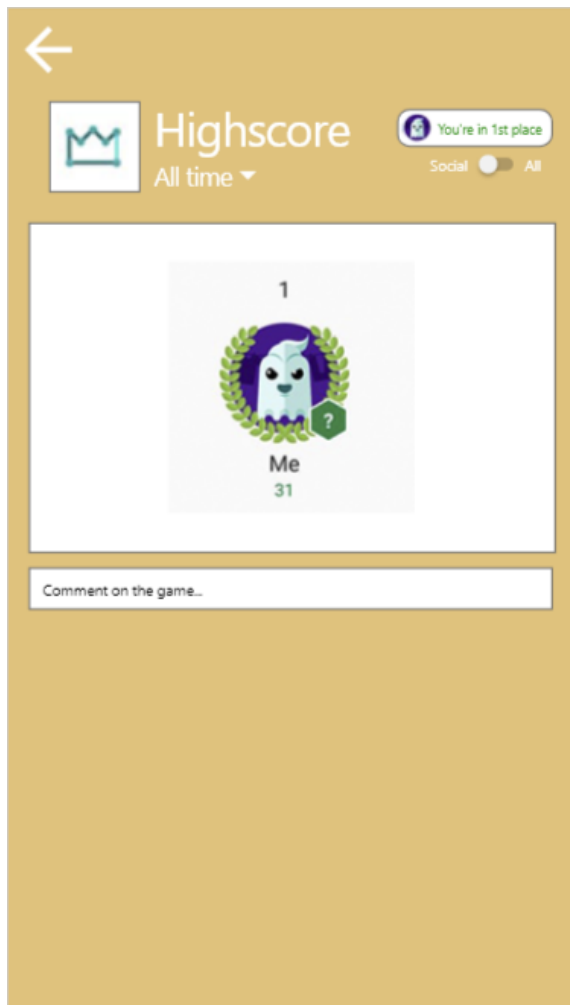 Highscore
You're in 1st place
All time
Social All
1
?
Me
31
Comment on the game...